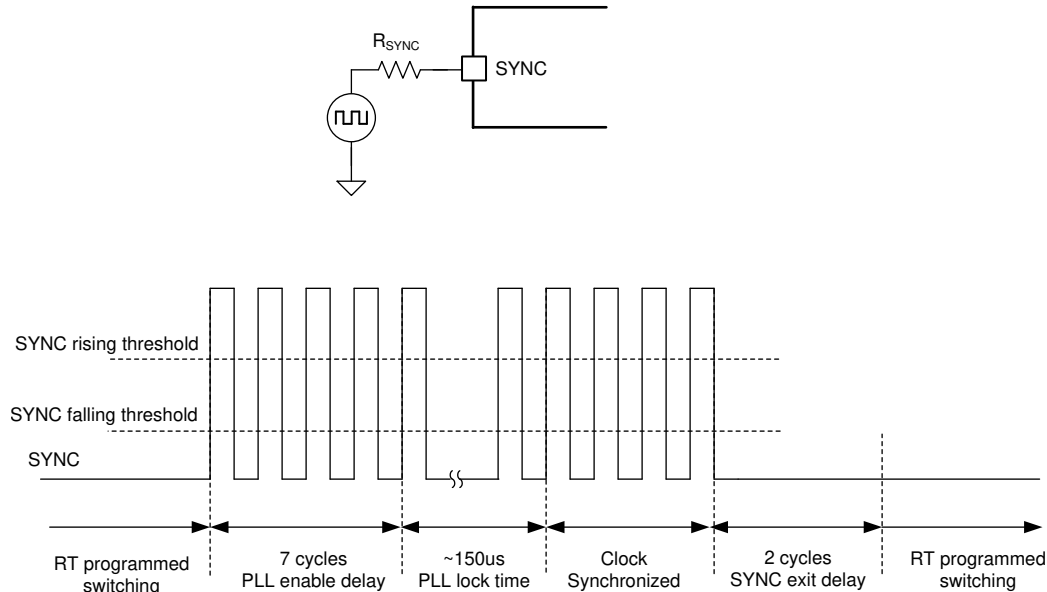 RSYNC
SYNC
SYNC rising threshold
SYNC falling threshold
SYNC
RT programmed
switching
7 cycles
PLL enable delay
~150us
PLL lock time
Clock
Synchronized
2 cycles
SYNC exit delay
RT programmed
switching